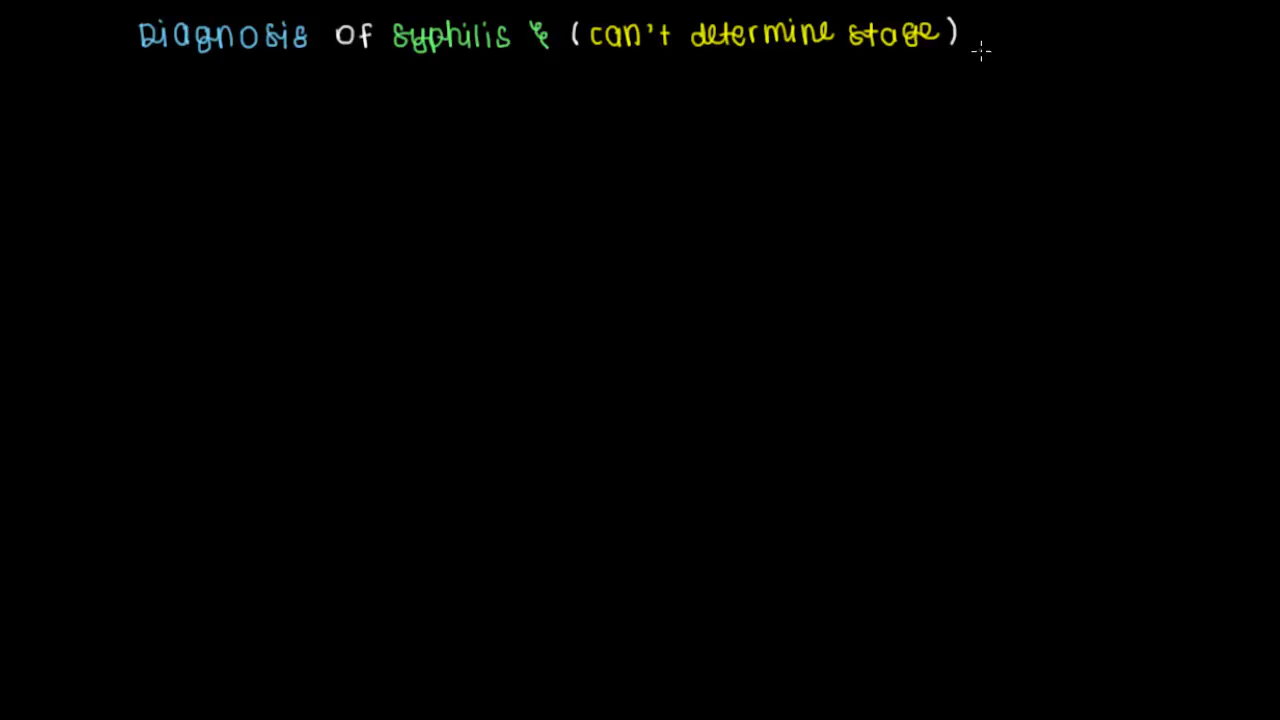 Diagnosis of syphilis (can't determine stage)